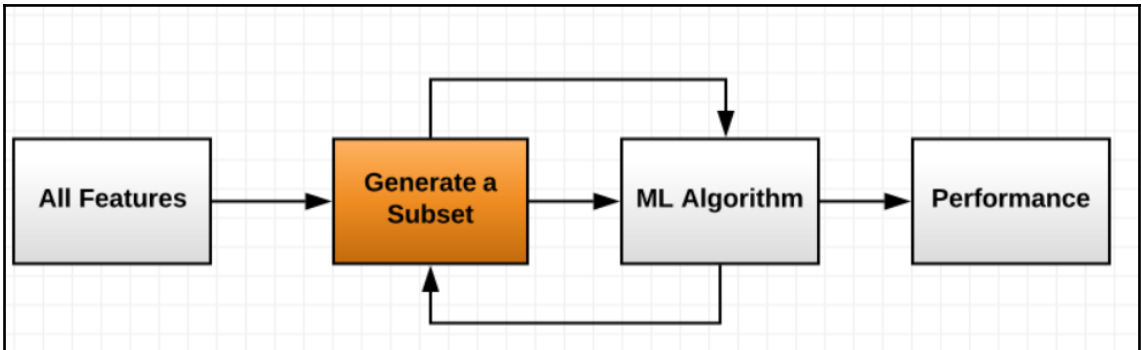 All Features
Generate a
Subset
ML Algorithm
Performance